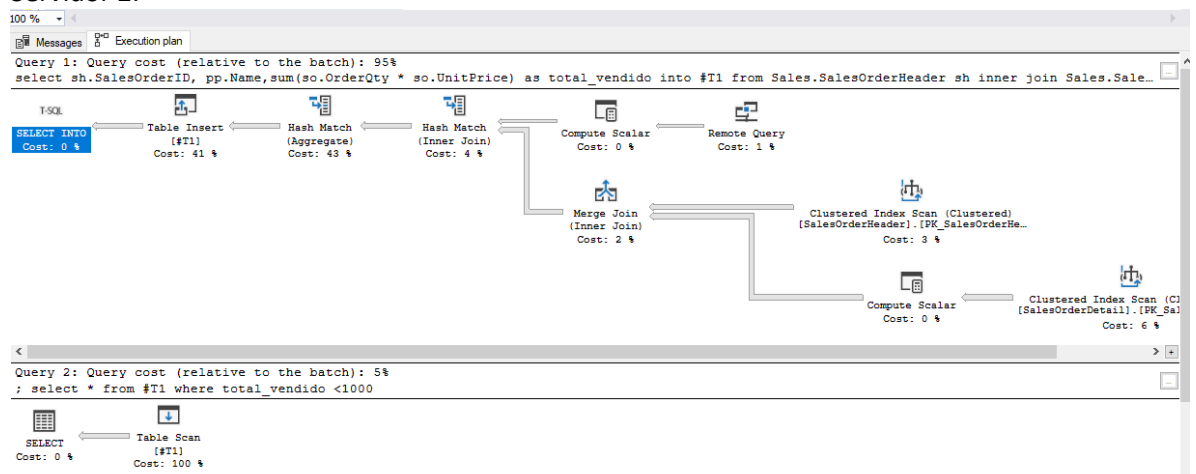 100 %
Messages Execution plan
Query 1: Query cost (relative to the batch): 95%
select sh.SalesOrderID, pp.Name,sum(so.OrderQty * so.UnitPrice) as total_vendido into #T1 from Sales.SalesOrderHeader sh inner join Sales.Sale…
T-SQL
SELECT INTO
Cost: 0 %
Table Insert
[#T1]
Cost: 41 %
Hash Match
(Aggregate)
Cost: 43 %
Hash Match
(Inner Join)
Cost: 4 %
Compute Scalar
Cost: 0 %
Remote Query
Cost: 1 %
Merge Join
(Inner Join)
Cost: 2 %
Clustered Index Scan (Clustered)
[SalesOrderHeader].[PK_SalesOrderHe…
Cost: 3 %
Compute Scalar
Cost: 0 %
Clustered Index Scan (Cl
[SalesOrderDetail].[PK_Sal
Cost: 6 %
Query 2: Query cost (relative to the batch): 5%
; select * from #T1 where total_vendido <1000
SELECT
Cost: 0 %
Table Scan
[#T1]
Cost: 100 %